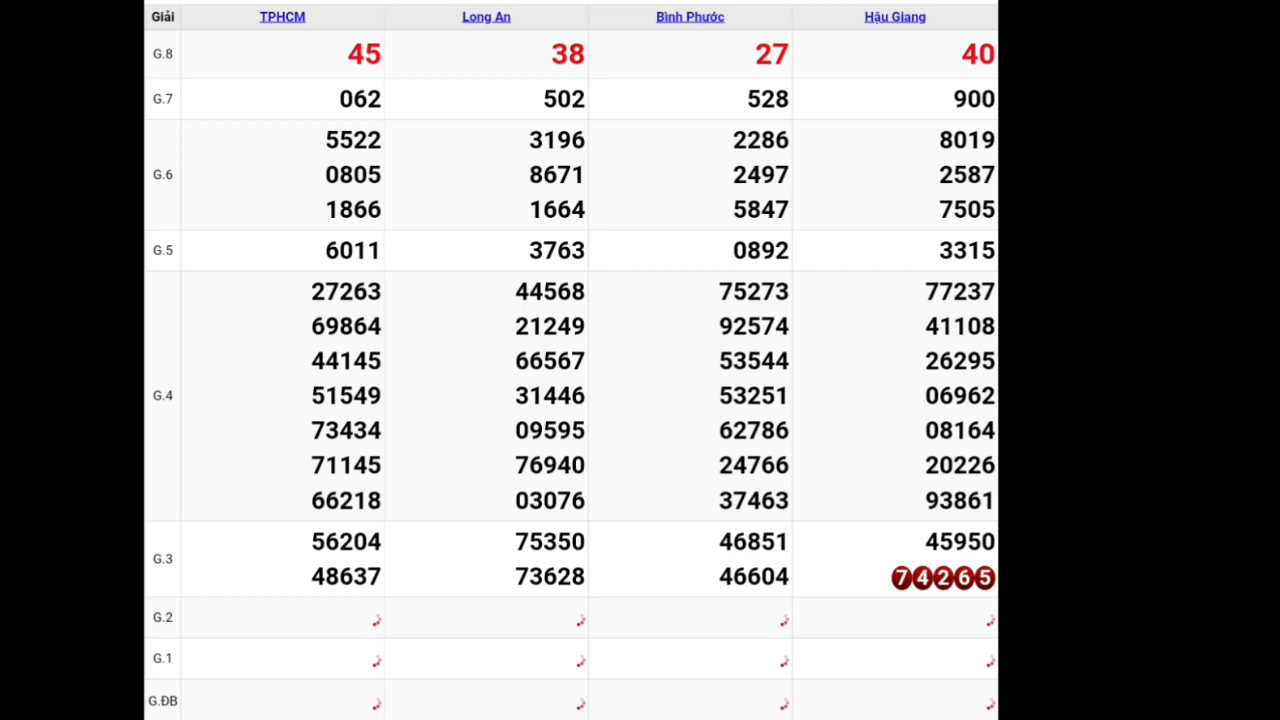 Giải TPHCM Long An Bình Phước Hậu Giang
G.8 45 38 27 40
G.7 062 502 528 900
5522 3196 2286 8019
G.6 0805 8671 2497 2587
1866 1664 5847 7505
G.5 6011 3763 0892 3315
27263 44568 75273 77237
69864 21249 92574 41108
44145 66567 53544 26295
G.4 51549 31446 53251 06962
73434 09595 62786 08164
71145 76940 24766 20226
66218 03076 37463 93861
56204 75350 46851 45950
G.3 48637 73628 46604 74265
G.2
G.1
G.ĐB